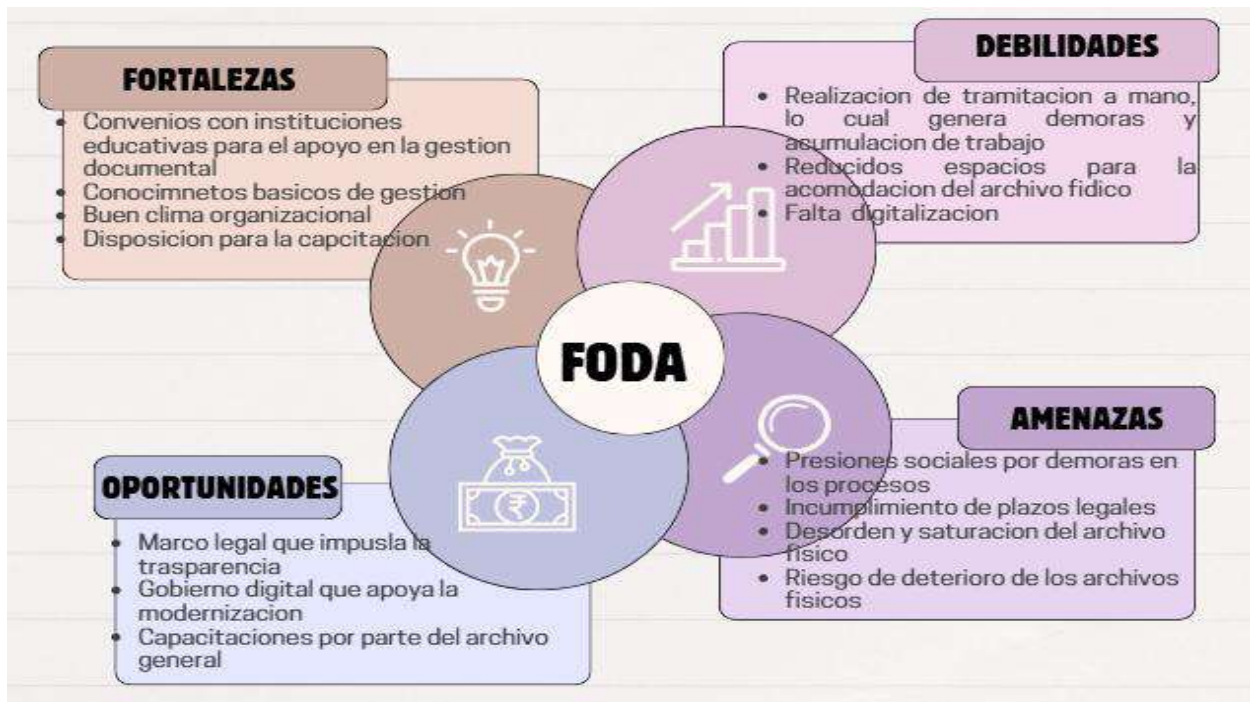 FORTALEZAS
• Convenios con instituciones
educativas para el apoyo en la gestion
documental
• Conocimnetos basicos de gestion
• Buen clima organizacional
• Disposicion para la capcitacion
DEBILIDADES
• Realizacion de tramitacion a mano,
lo cual genera demoras y
acumulacion de trabajo
• Reducidos espacios para la
acomodacion del archivo fidico
• Falta digitalizacion
FODA
OPORTUNIDADES
• Marco legal que impusla la
trasparencia
• Gobierno digital que apoya la
modernizacion
• Capacitaciones por parte del archivo
general
AMENAZAS
• Presiones sociales por demoras en
los procesos
• Incumplimiento de plazos legales
• Desorden y saturacion del archivo
fisico
• Riesgo de deterioro de los archivos
fisicos